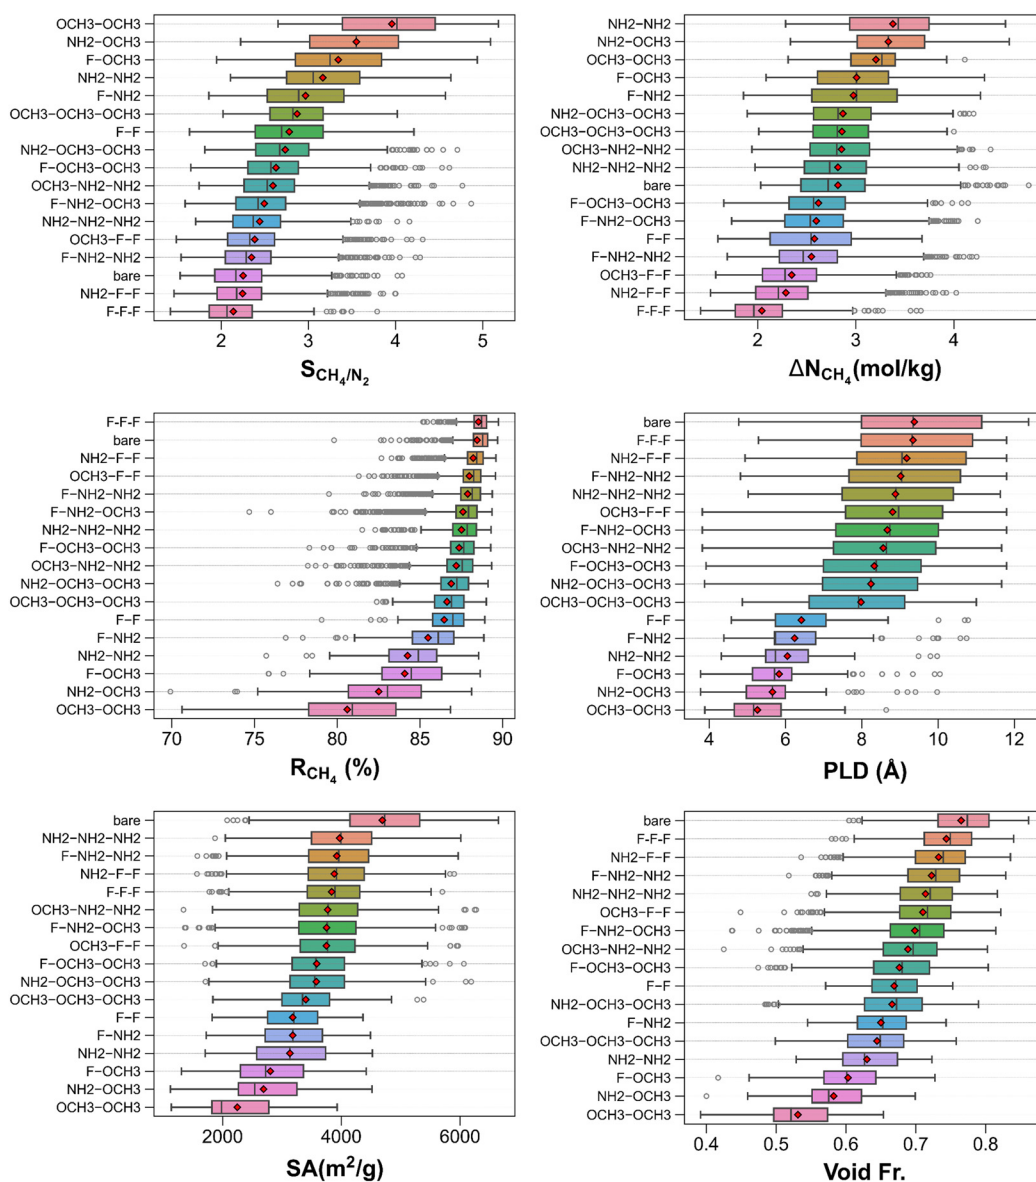 OCH3−OCH3
NH2−OCH3
F−OCH3
NH2−NH2
F−NH2
OCH3−OCH3−OCH3
F−F
NH2−OCH3−OCH3
F−OCH3−OCH3
OCH3−NH2−NH2
F−NH2−OCH3
NH2−NH2−NH2
OCH3−F−F
F−NH2−NH2
bare
NH2−F−F
F−F−F
2 3 4 5
S_CH₄/N₂
NH2−NH2
NH2−OCH3
OCH3−OCH3
F−OCH3
F−NH2
NH2−OCH3−OCH3
OCH3−OCH3−OCH3
OCH3−NH2−NH2
NH2−NH2−NH2
bare
F−OCH3−OCH3
F−NH2−OCH3
F−F
F−NH2−NH2
OCH3−F−F
NH2−F−F
F−F−F
2 3 4
ΔN_CH₄(mol/kg)
F−F−F
bare
NH2−F−F
OCH3−F−F
F−NH2−NH2
F−NH2−OCH3
NH2−NH2−NH2
F−OCH3−OCH3
OCH3−NH2−NH2
NH2−OCH3−OCH3
OCH3−OCH3−OCH3
F−F
F−NH2
NH2−NH2
F−OCH3
NH2−OCH3
OCH3−OCH3
70 75 80 85 90
R_CH₄ (%)
bare
F−F−F
NH2−F−F
F−NH2−NH2
NH2−NH2−NH2
OCH3−F−F
F−NH2−OCH3
OCH3−NH2−NH2
F−OCH3−OCH3
NH2−OCH3−OCH3
OCH3−OCH3−OCH3
F−F
F−NH2
NH2−NH2
F−OCH3
NH2−OCH3
OCH3−OCH3
4 6 8 10 12
PLD (Å)
bare
NH2−NH2−NH2
F−NH2−NH2
NH2−F−F
F−F−F
OCH3−NH2−NH2
F−NH2−OCH3
OCH3−F−F
F−OCH3−OCH3
NH2−OCH3−OCH3
OCH3−OCH3−OCH3
F−F
F−NH2
NH2−NH2
F−OCH3
NH2−OCH3
OCH3−OCH3
2000 4000 6000
SA(m²/g)
bare
F−F−F
NH2−F−F
F−NH2−NH2
NH2−NH2−NH2
OCH3−F−F
F−NH2−OCH3
OCH3−NH2−NH2
F−OCH3−OCH3
F−F
NH2−OCH3−OCH3
F−NH2
OCH3−OCH3−OCH3
NH2−NH2
F−OCH3
NH2−OCH3
OCH3−OCH3
0.4 0.5 0.6 0.7 0.8
Void Fr.